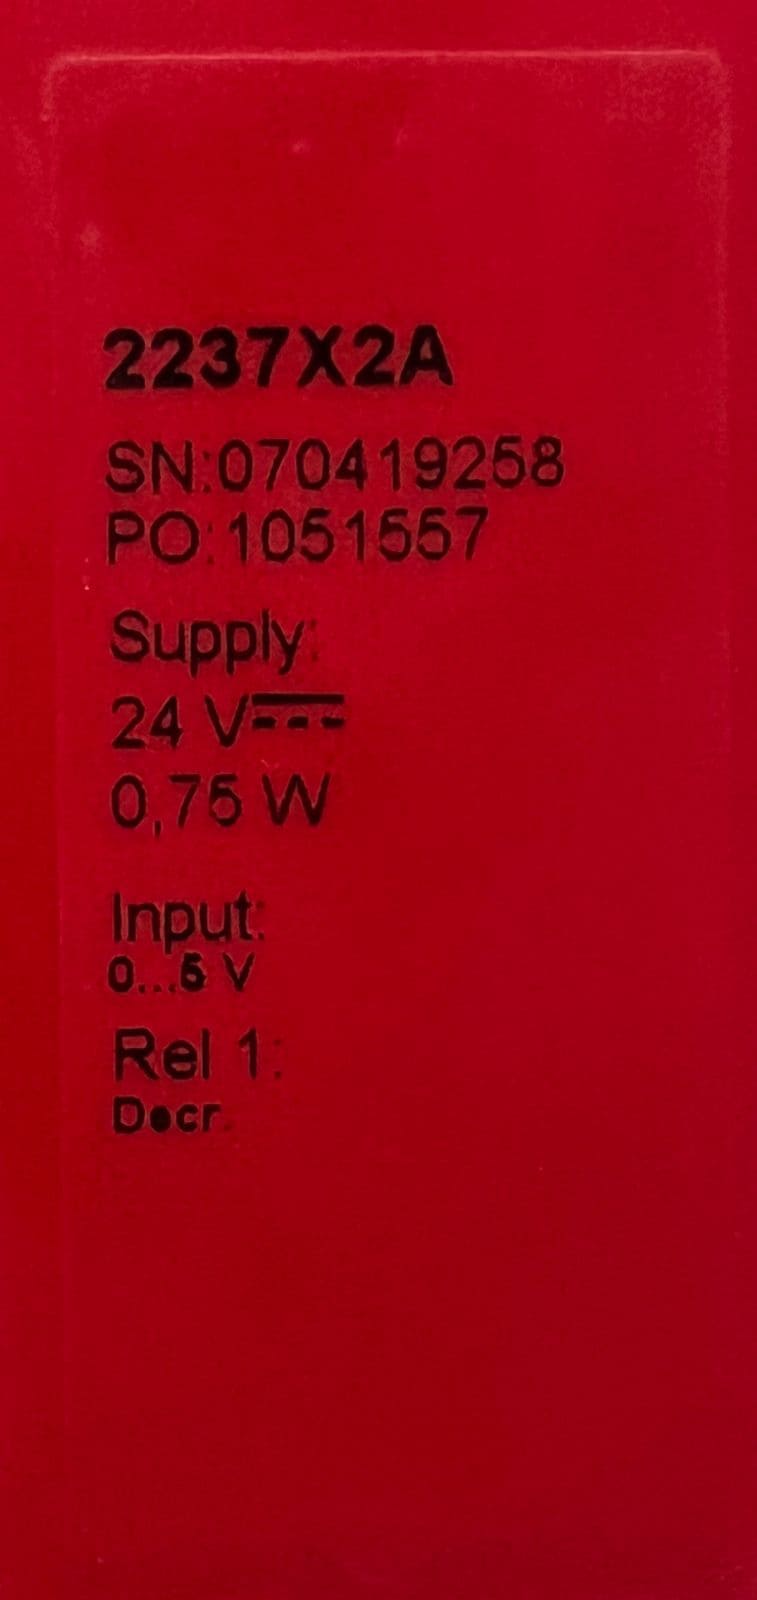 2237X2A
SN:070419258
PO:1051557
Supply:
24 V⎓
0,75 W
Input:
0...5 V
Rel 1:
Decr.